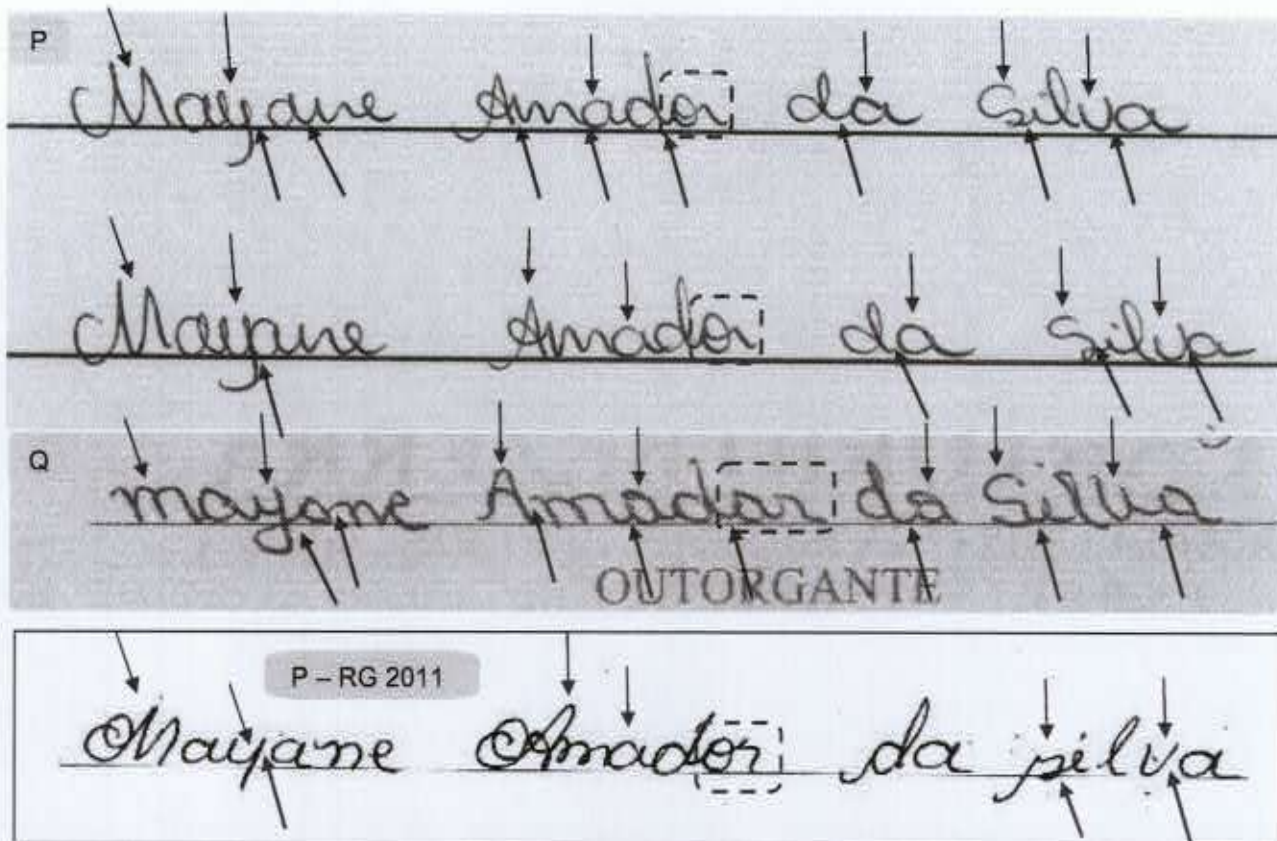 P
Mayane Amador da Silva
Mayane Amador da Silva
Q
mayane Amador da Silva
OUTORGANTE
P – RG 2011
Mayane Amador da silva